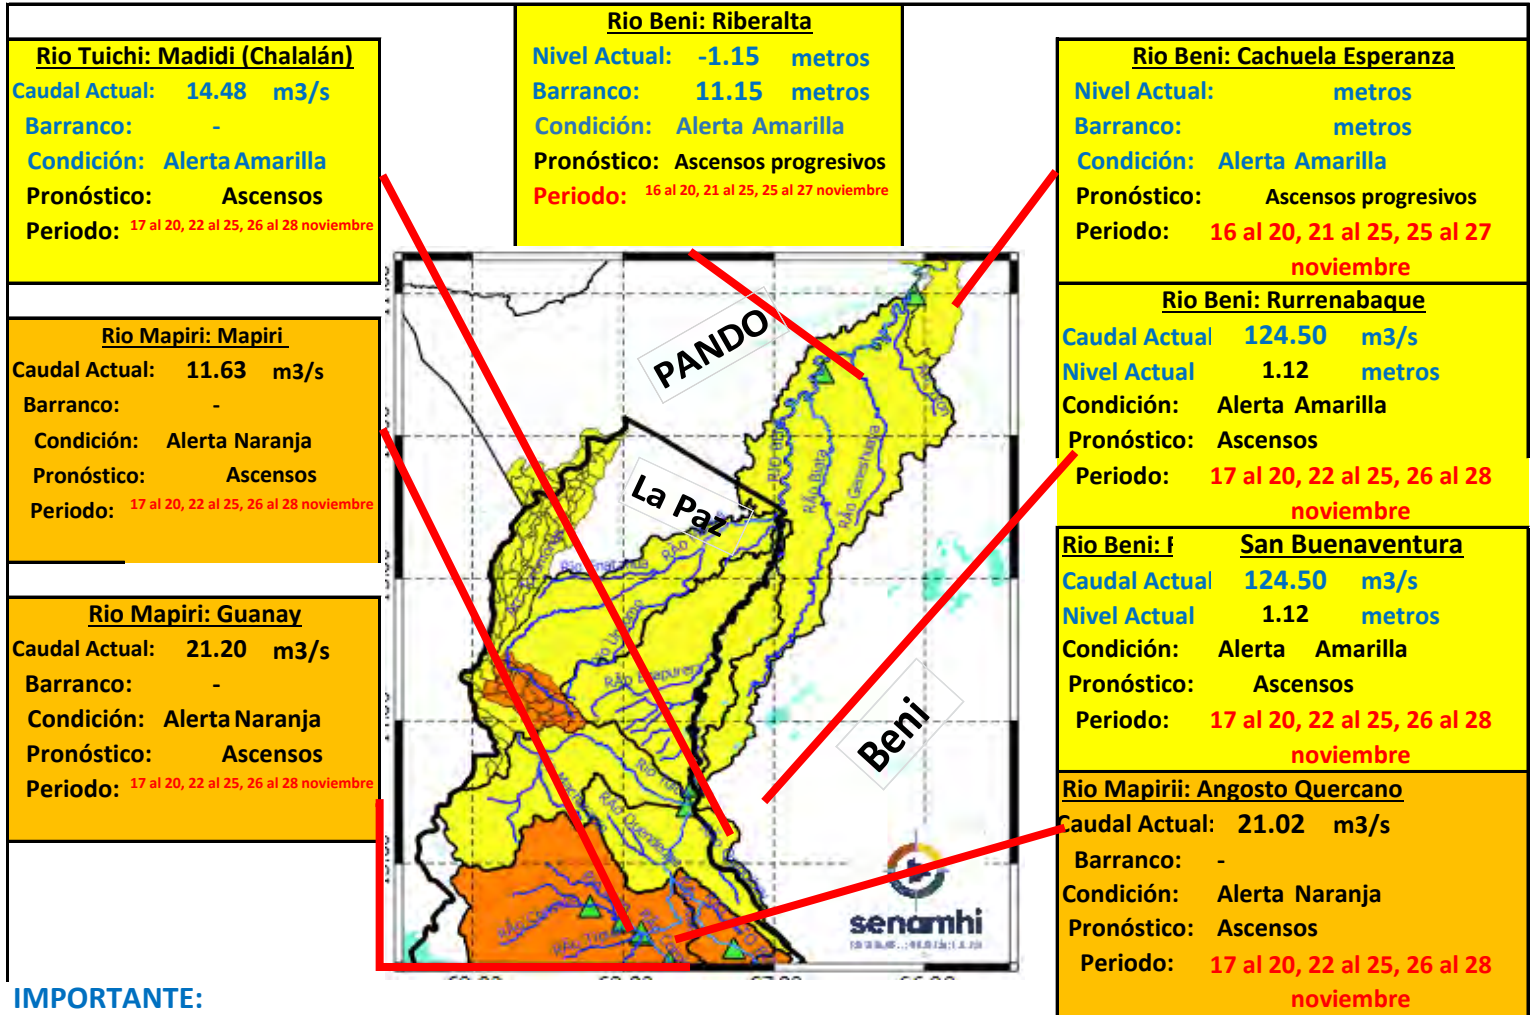 Rio Tuichi: Madidi (Chalalán)
Caudal Actual: 14.48 m3/s
Barranco: -
Condición: Alerta Amarilla
Pronóstico: Ascensos
Periodo: 17 al 20, 22 al 25, 26 al 28 noviembre
Rio Mapiri: Mapiri
Caudal Actual: 11.63 m3/s
Barranco: -
Condición: Alerta Naranja
Pronóstico: Ascensos
Periodo: 17 al 20, 22 al 25, 26 al 28 noviembre
Rio Mapiri: Guanay
Caudal Actual: 21.20 m3/s
Barranco: -
Condición: Alerta Naranja
Pronóstico: Ascensos
Periodo: 17 al 20, 22 al 25, 26 al 28 noviembre
Rio Beni: Riberalta
Nivel Actual: -1.15 metros
Barranco: 11.15 metros
Condición: Alerta Amarilla
Pronóstico: Ascensos progresivos
Periodo: 16 al 20, 21 al 25, 25 al 27 noviembre
PANDO
La Paz
Beni
RÃo Biata
RÃo Geneshuaya
senamhi
Rio Beni: Cachuela Esperanza
Nivel Actual: metros
Barranco: metros
Condición: Alerta Amarilla
Pronóstico: Ascensos progresivos
Periodo: 16 al 20, 21 al 25, 25 al 27
noviembre
Rio Beni: Rurrenabaque
Caudal Actual 124.50 m3/s
Nivel Actual 1.12 metros
Condición: Alerta Amarilla
Pronóstico: Ascensos
Periodo: 17 al 20, 22 al 25, 26 al 28
noviembre
Rio Beni: San Buenaventura
Caudal Actual 124.50 m3/s
Nivel Actual 1.12 metros
Condición: Alerta Amarilla
Pronóstico: Ascensos
Periodo: 17 al 20, 22 al 25, 26 al 28
noviembre
Rio Mapirii: Angosto Quercano
Caudal Actual: 21.02 m3/s
Barranco: -
Condición: Alerta Naranja
Pronóstico: Ascensos
Periodo: 17 al 20, 22 al 25, 26 al 28
noviembre
IMPORTANTE: